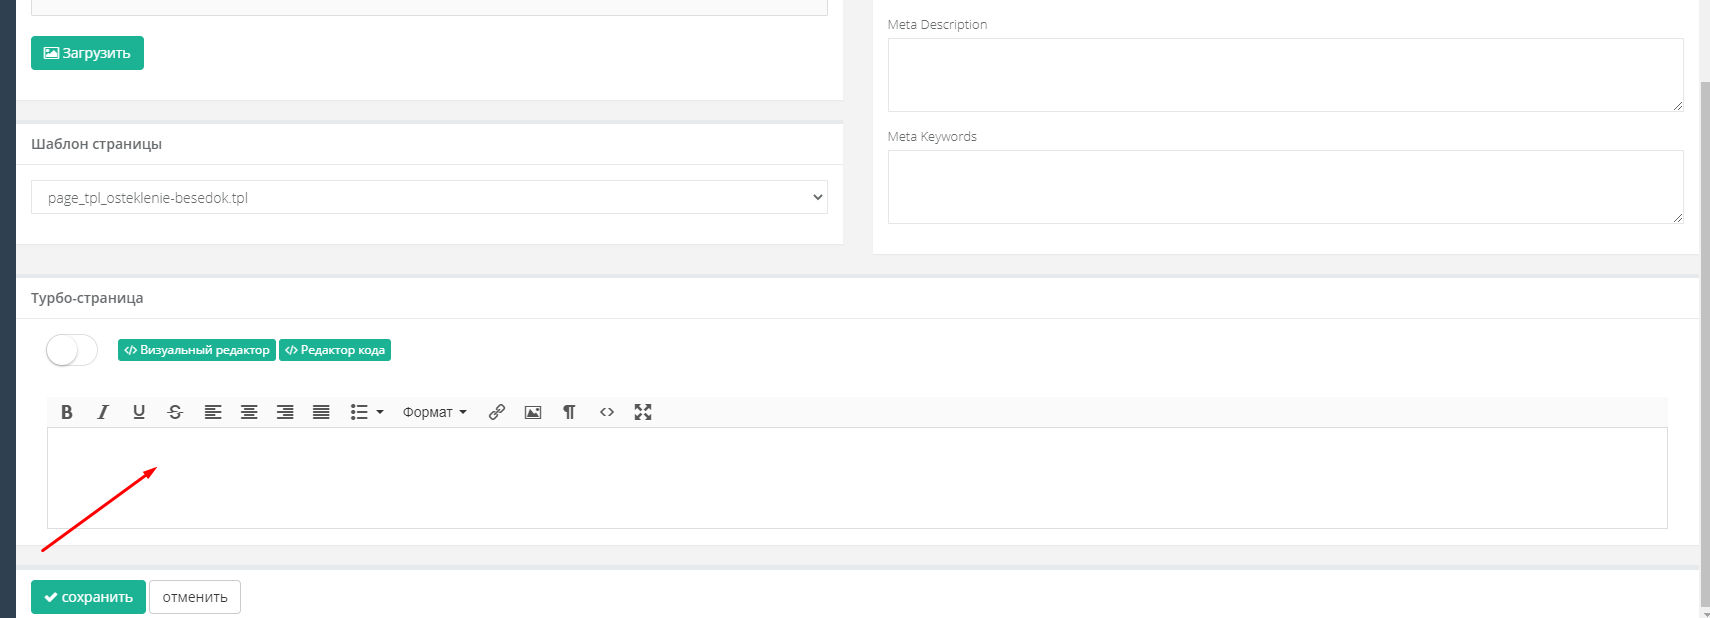 Загрузить
Шаблон страницы
page_tpl_osteklenie-besedok.tpl
Meta Description
Meta Keywords
Турбо-страница
</> Визуальный редактор </> Редактор кода
B I U S Формат ¶ <>
сохранить отменить